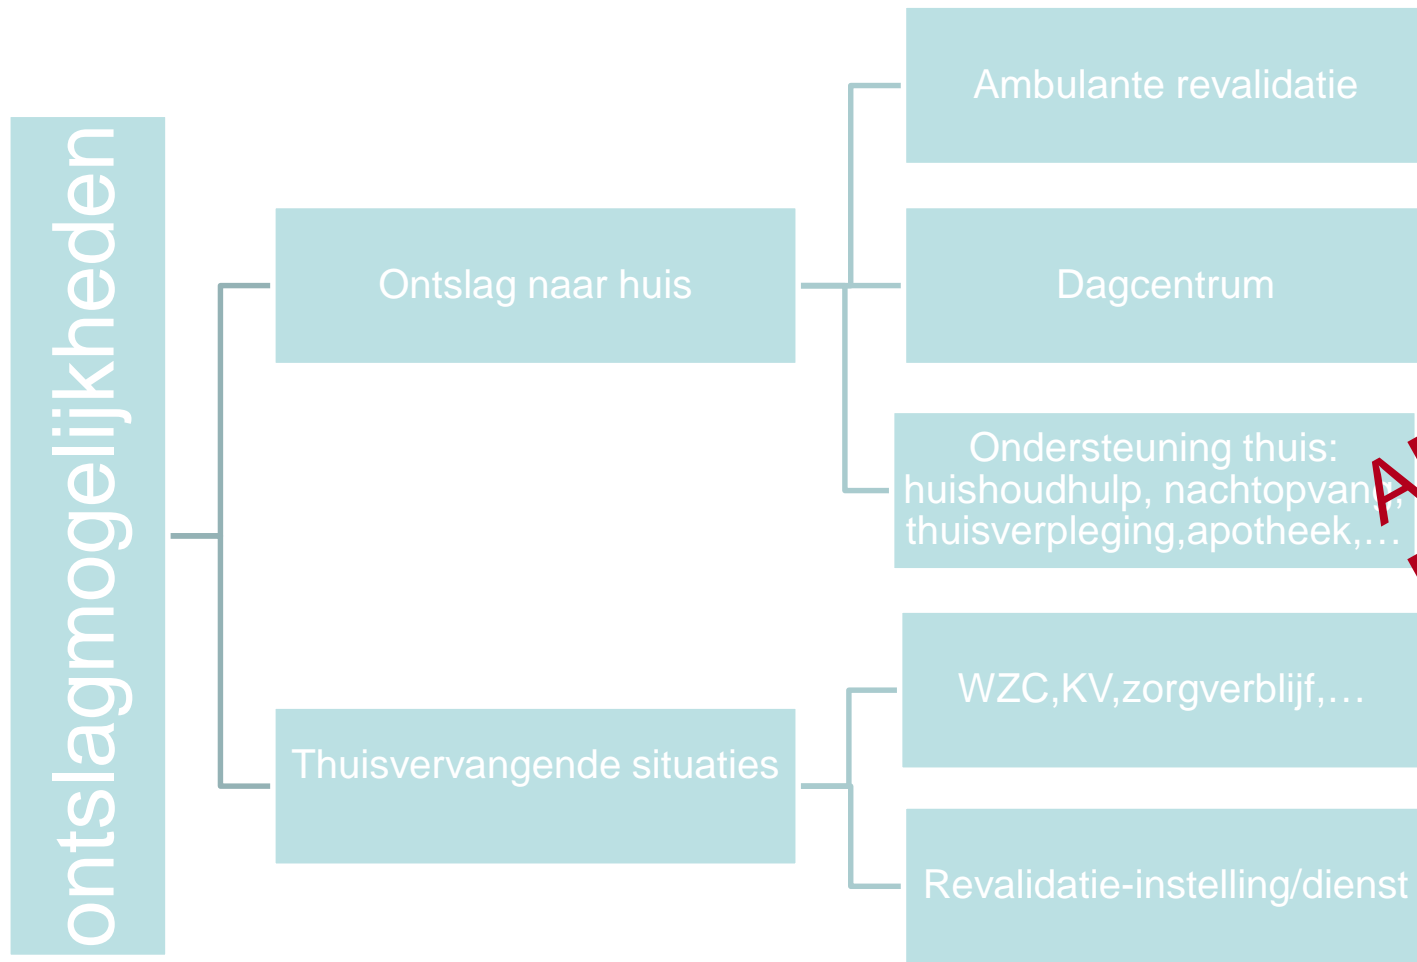 ontslagmogelijkheden
Ontslag naar huis
Ambulante revalidatie
Dagcentrum
Ondersteuning thuis:
huishoudhulp, nachtopvang,
thuisverpleging,apotheek,…
Thuisvervangende situaties
WZC,KV,zorgverblijf,…
Revalidatie-instelling/dienst